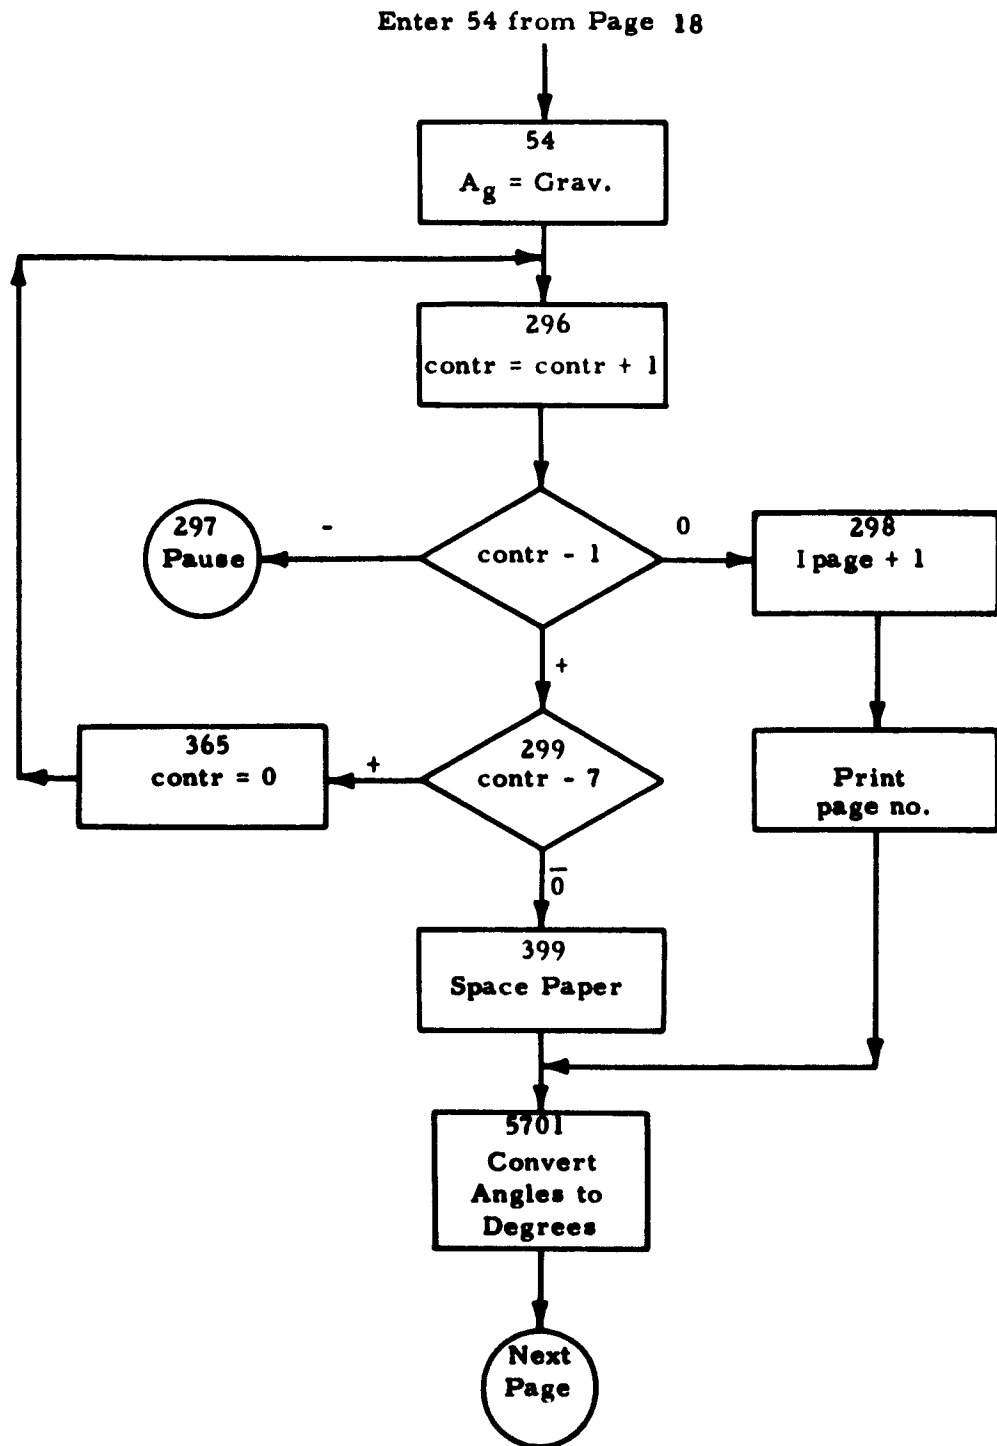 Enter 54 from Page 18
54
Ag = Grav.
296
contr = contr + 1
297
Pause
-
contr - 1
0
298
I page + 1
+
365
contr = 0
+
299
contr - 7
Print
page no.
-
0
399
Space Paper
5701
Convert
Angles to
Degrees
Next
Page